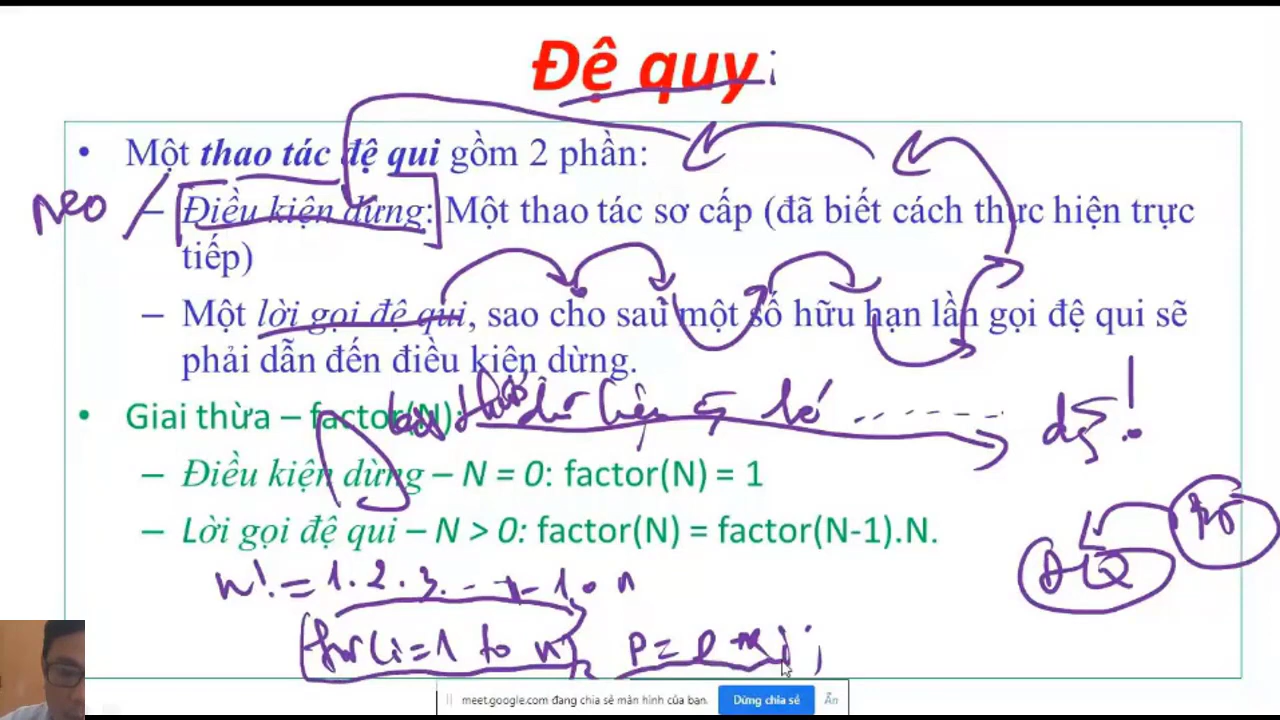 Đệ quy
• Một thao tác đệ qui gồm 2 phần:
Neo
– Điều kiện dừng: Một thao tác sơ cấp (đã biết cách thực hiện trực
tiếp)
– Một lời gọi đệ qui, sao cho sau một số hữu hạn lần gọi đệ qui sẽ
phải dẫn đến điều kiện dừng.
• Giai thừa – factor(N):
– Điều kiện dừng – N = 0: factor(N) = 1
– Lời gọi đệ qui – N > 0: factor(N) = factor(N-1).N.
n! = 1.2.3. -- n-1.n
for(i=1 to n)
meet.google.com đang chia sẻ màn hình của bạn. Dừng chia sẻ Ẩn